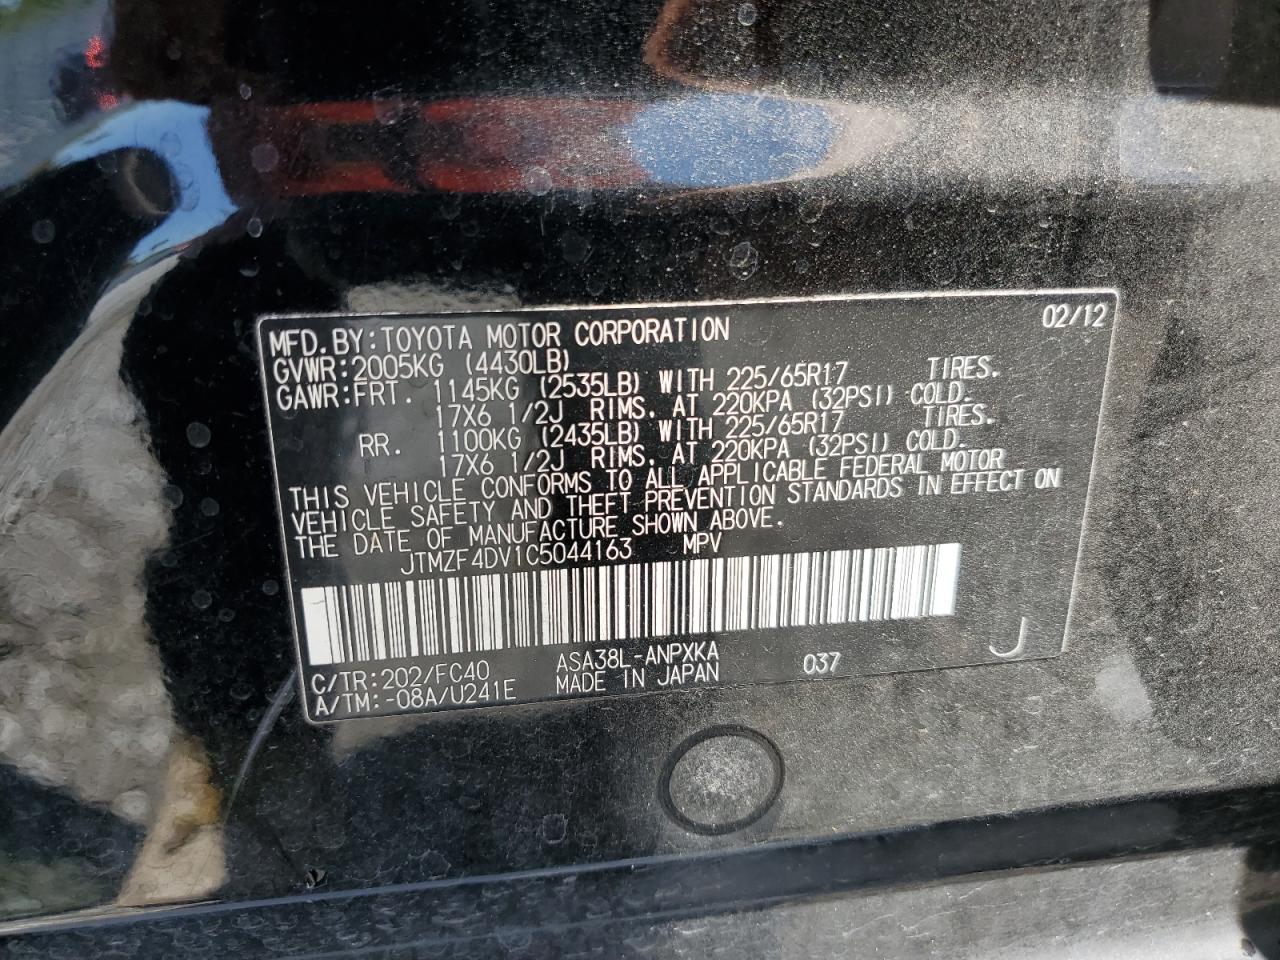 MFD. BY: TOYOTA MOTOR CORPORATION 02/12
GVWR: 2005KG (4430LB)
GAWR: FRT. 1145KG (2535LB) WITH 225/65R17 TIRES.
17X6 1/2J RIMS. AT 220KPA (32PSI) COLD.
RR. 1100KG (2435LB) WITH 225/65R17 TIRES.
17X6 1/2J RIMS. AT 220KPA (32PSI) COLD.
THIS VEHICLE CONFORMS TO ALL APPLICABLE FEDERAL MOTOR
VEHICLE SAFETY AND THEFT PREVENTION STANDARDS IN EFFECT ON
THE DATE OF MANUFACTURE SHOWN ABOVE.
JTMZF4DV1C5044163 MPV
J
C/TR: 202/FC40 ASA38L-ANPXKA 037
A/TM: -08A/U241E MADE IN JAPAN